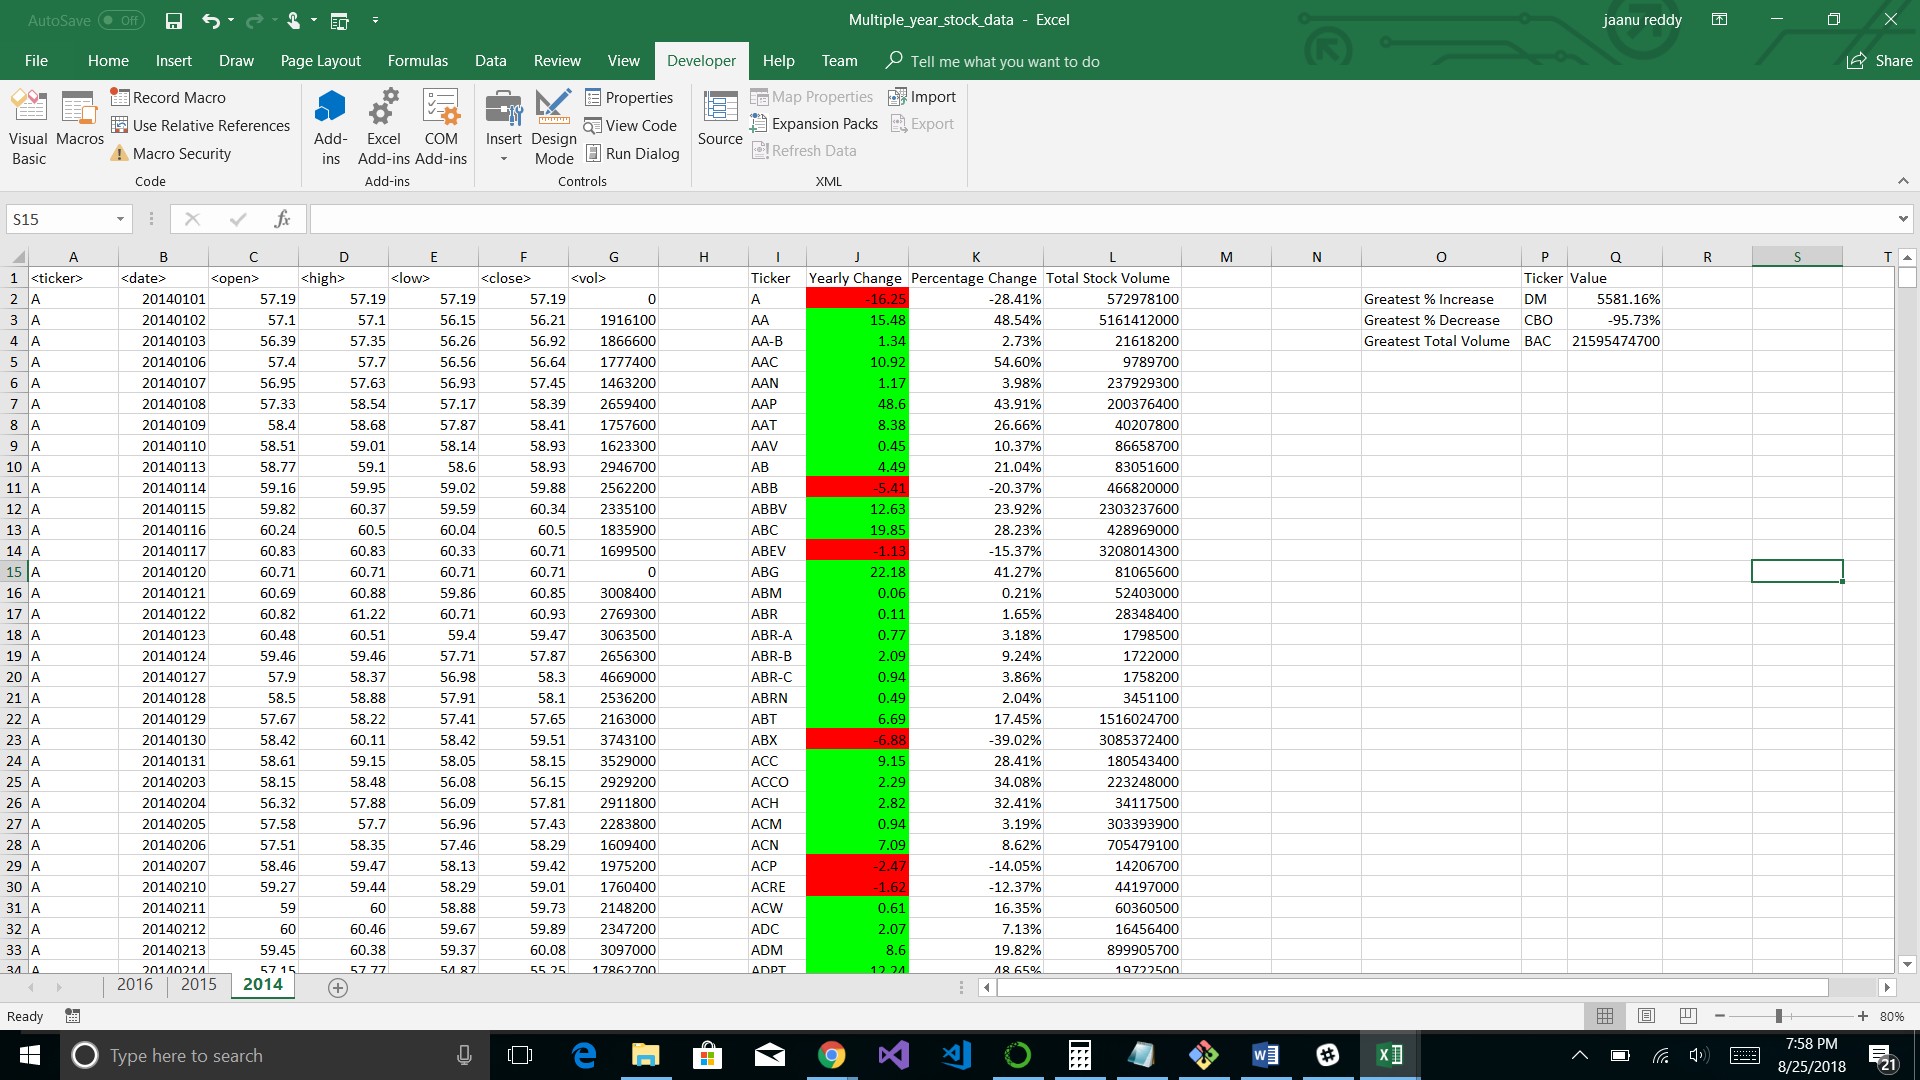 AutoSave Off Multiple_year_stock_data - Excel jaanu reddy
File Home Insert Draw Page Layout Formulas Data Review View Developer Help Team Tell me what you want to do Share
Visual Basic
Macros
Record Macro
Use Relative References
Macro Security
Code
Add-ins
Excel Add-ins
COM Add-ins
Add-ins
Insert
Design Mode
Properties
View Code
Run Dialog
Controls
Source
Map Properties
Expansion Packs
Refresh Data
Import
Export
XML
S15 fx
A B C D E F G H I J K L M N O P Q R S T
1 <ticker> <date> <open> <high> <low> <close> <vol> Ticker Yearly Change Percentage Change Total Stock Volume Ticker Value
2 A 20140101 57.19 57.19 57.19 57.19 0 A -16.25 -28.41% 572978100 Greatest % Increase DM 5581.16%
3 A 20140102 57.1 57.1 56.15 56.21 1916100 AA 15.48 48.54% 5161412000 Greatest % Decrease CBO -95.73%
4 A 20140103 56.39 57.35 56.26 56.92 1866600 AA-B 1.34 2.73% 21618200 Greatest Total Volume BAC 21595474700
5 A 20140106 57.4 57.7 56.56 56.64 1777400 AAC 10.92 54.60% 9789700
6 A 20140107 56.95 57.63 56.93 57.45 1463200 AAN 1.17 3.98% 237929300
7 A 20140108 57.33 58.54 57.17 58.39 2659400 AAP 48.6 43.91% 200376400
8 A 20140109 58.4 58.68 57.87 58.41 1757600 AAT 8.38 26.66% 40207800
9 A 20140110 58.51 59.01 58.14 58.93 1623300 AAV 0.45 10.37% 86658700
10 A 20140113 58.77 59.1 58.6 58.93 2946700 AB 4.49 21.04% 83051600
11 A 20140114 59.16 59.95 59.02 59.88 2562200 ABB -5.41 -20.37% 466820000
12 A 20140115 59.82 60.37 59.59 60.34 2335100 ABBV 12.63 23.92% 2303237600
13 A 20140116 60.24 60.5 60.04 60.5 1835900 ABC 19.85 28.23% 428969000
14 A 20140117 60.83 60.83 60.33 60.71 1699500 ABEV -1.13 -15.37% 3208014300
15 A 20140120 60.71 60.71 60.71 60.71 0 ABG 22.18 41.27% 81065600
16 A 20140121 60.69 60.88 59.86 60.85 3008400 ABM 0.06 0.21% 52403000
17 A 20140122 60.82 61.22 60.71 60.93 2769300 ABR 0.11 1.65% 28348400
18 A 20140123 60.48 60.51 59.4 59.47 3063500 ABR-A 0.77 3.18% 1798500
19 A 20140124 59.46 59.46 57.71 57.87 2656300 ABR-B 2.09 9.24% 1722000
20 A 20140127 57.9 58.37 56.98 58.3 4669000 ABR-C 0.94 3.86% 1758200
21 A 20140128 58.5 58.88 57.91 58.1 2536200 ABRN 0.49 2.04% 3451100
22 A 20140129 57.67 58.22 57.41 57.65 2163000 ABT 6.69 17.45% 1516024700
23 A 20140130 58.42 60.11 58.42 59.51 3743100 ABX -6.88 -39.02% 3085372400
24 A 20140131 58.61 59.15 58.05 58.15 3529000 ACC 9.15 28.41% 180543400
25 A 20140203 58.15 58.48 56.08 56.15 2929200 ACCO 2.29 34.08% 223248000
26 A 20140204 56.32 57.88 56.09 57.81 2911800 ACH 2.82 32.41% 34117500
27 A 20140205 57.58 57.7 56.96 57.43 2283800 ACM 0.94 3.19% 303393900
28 A 20140206 57.51 58.35 57.46 58.29 1609400 ACN 7.09 8.62% 705479100
29 A 20140207 58.46 59.47 58.13 59.42 1975200 ACP -2.47 -14.05% 14206700
30 A 20140210 59.27 59.44 58.29 59.01 1760400 ACRE -1.62 -12.37% 44197000
31 A 20140211 59 60 58.88 59.73 2148200 ACW 0.61 16.35% 60360500
32 A 20140212 60 60.46 59.67 59.89 2347200 ADC 2.07 7.13% 16456400
33 A 20140213 59.45 60.38 59.37 60.08 3097000 ADM 8.6 19.82% 899905700
34 A 20140214 57.15 57.77 54.87 55.25 17862700 ADPT 12.24 48.65% 19722500
2016 2015 2014
Ready 80%
Type here to search
7:58 PM
8/25/2018
21